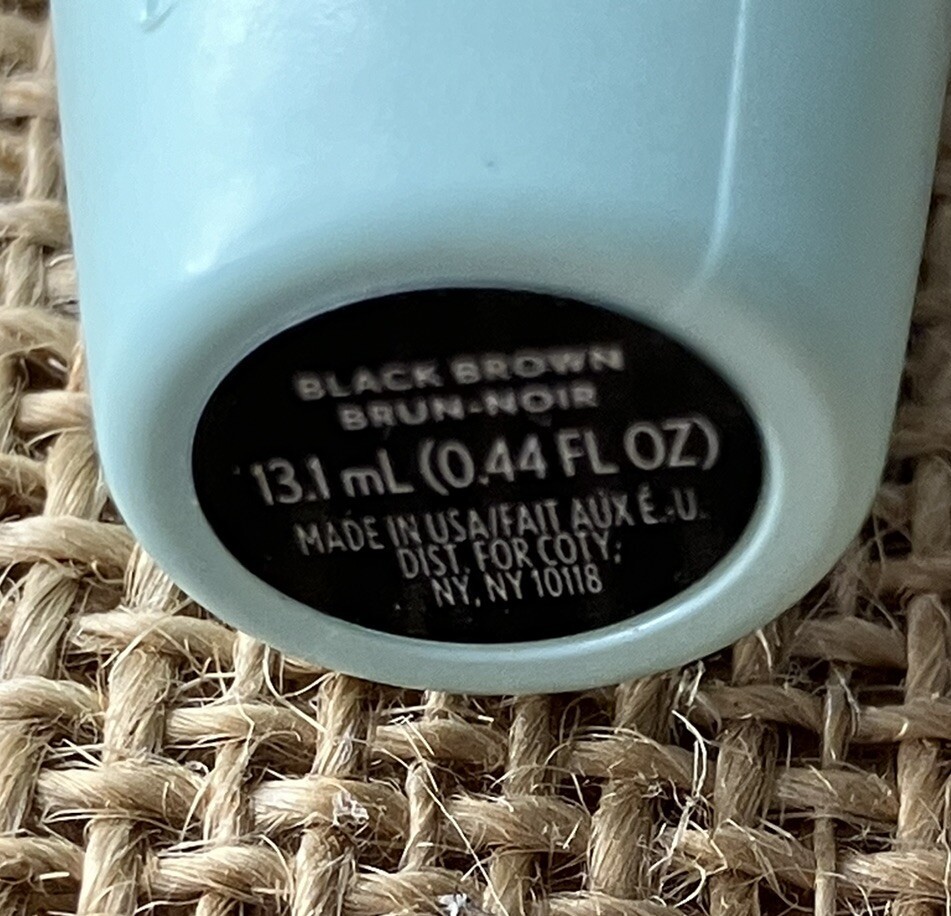 BLACK BROWN
BRUN-NOIR
13.1 mL (0.44 FL OZ)
MADE IN USA/FAIT AUX É.-U.
DIST. FOR COTY;
NY, NY 10118